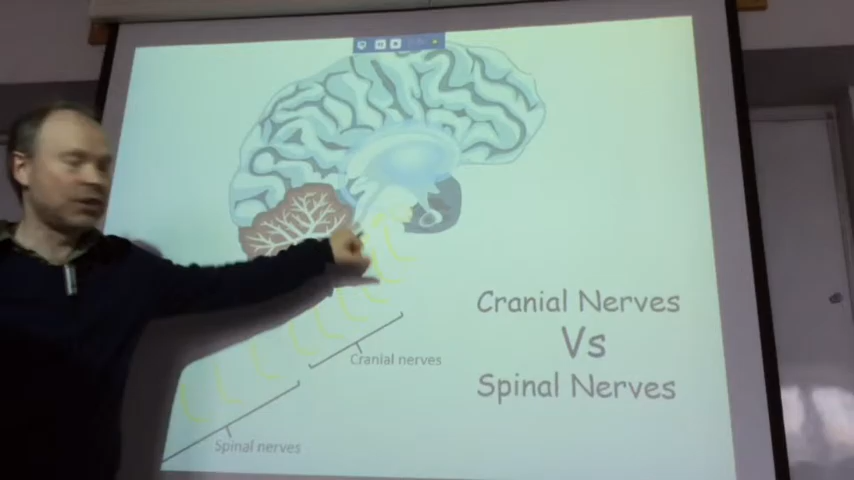 Cranial Nerves
Vs
Spinal Nerves
Cranial nerves
Spinal nerves